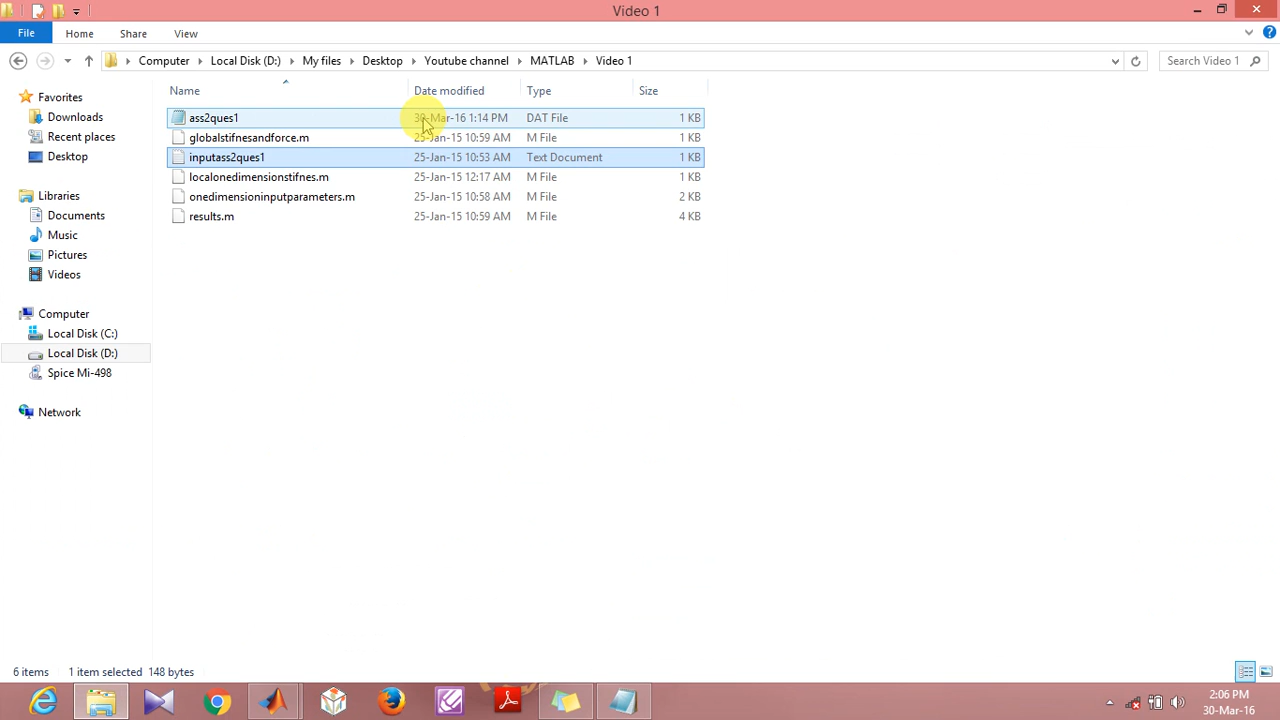 Video 1
File Home Share View
Computer Local Disk (D:) My files Desktop Youtube channel MATLAB Video 1 Search Video 1
Name Date modified Type Size
Favorites
Downloads
Recent places
Desktop
Libraries
Documents
Music
Pictures
Videos
Computer
Local Disk (C:)
Local Disk (D:)
Spice Mi-498
Network
ass2ques1 30-Mar-16 1:14 PM DAT File 1 KB
globalstifnesandforce.m 25-Jan-15 10:59 AM M File 1 KB
inputass2ques1 25-Jan-15 10:53 AM Text Document 1 KB
localonedimensionstifnes.m 25-Jan-15 12:17 AM M File 1 KB
onedimensioninputparameters.m 25-Jan-15 10:58 AM M File 2 KB
results.m 25-Jan-15 10:59 AM M File 4 KB
6 items 1 item selected 148 bytes
2:06 PM
30-Mar-16